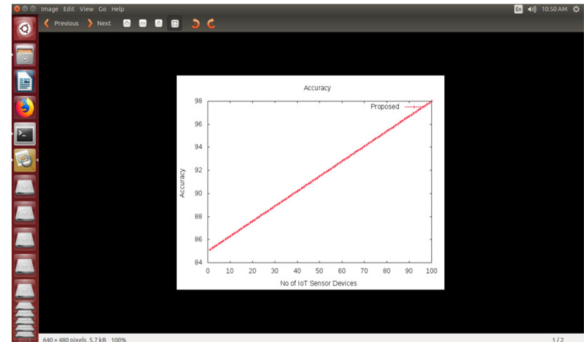 Image Edit View Go Help
En 10:50 AM
Previous Next
Accuracy
98
96
94
92
90
88
86
84
Accuracy
Proposed
0 10 20 30 40 50 60 70 80 90 100
No of IoT Sensor Devices
640 × 480 pixels 5.7 kB 100%
1 / 2